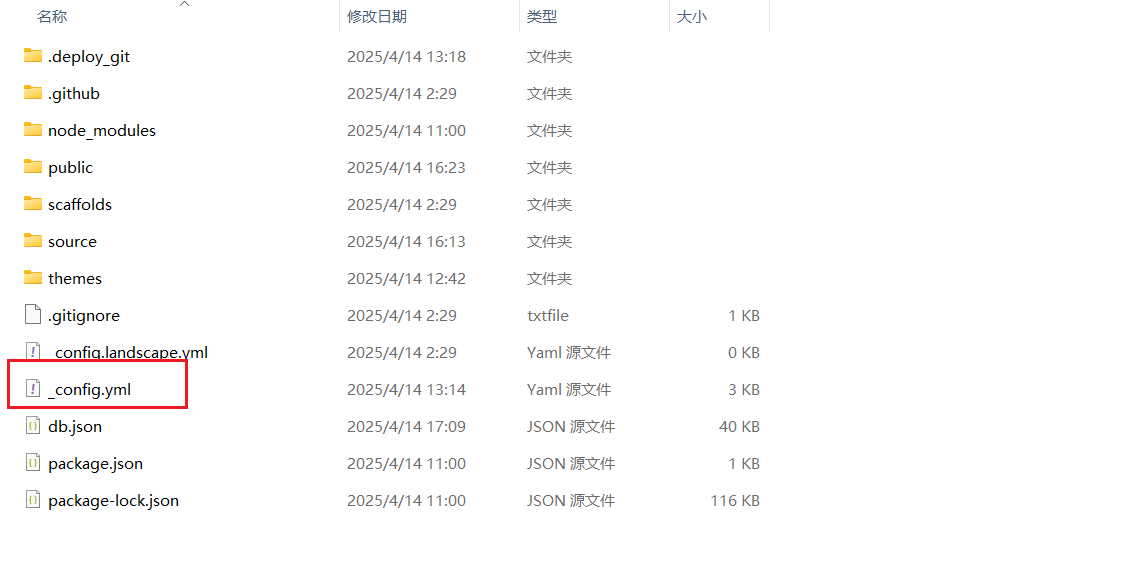 名称 修改日期 类型 大小
.deploy_git 2025/4/14 13:18 文件夹
.github 2025/4/14 2:29 文件夹
node_modules 2025/4/14 11:00 文件夹
public 2025/4/14 16:23 文件夹
scaffolds 2025/4/14 2:29 文件夹
source 2025/4/14 16:13 文件夹
themes 2025/4/14 12:42 文件夹
.gitignore 2025/4/14 2:29 txtfile 1 KB
_config.landscape.yml 2025/4/14 2:29 Yaml 源文件 0 KB
_config.yml 2025/4/14 13:14 Yaml 源文件 3 KB
db.json 2025/4/14 17:09 JSON 源文件 40 KB
package.json 2025/4/14 11:00 JSON 源文件 1 KB
package-lock.json 2025/4/14 11:00 JSON 源文件 116 KB